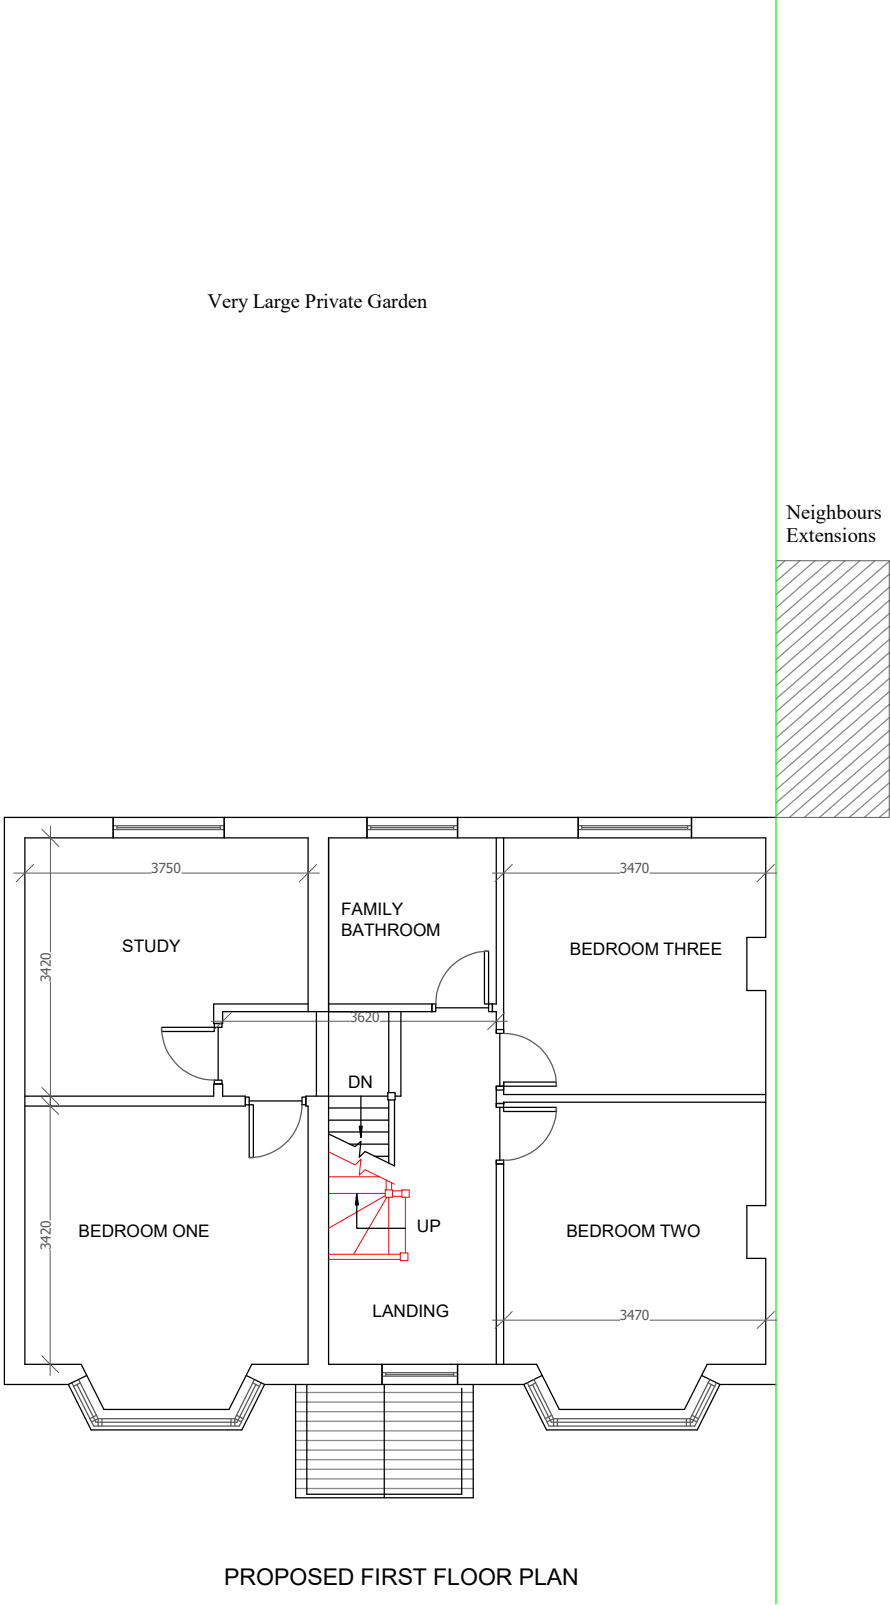 Very Large Private Garden
Neighbours
Extensions
3750
3470
FAMILY
BATHROOM
STUDY
BEDROOM THREE
3420
3620
DN
UP
BEDROOM ONE
BEDROOM TWO
3420
LANDING
3470
PROPOSED FIRST FLOOR PLAN